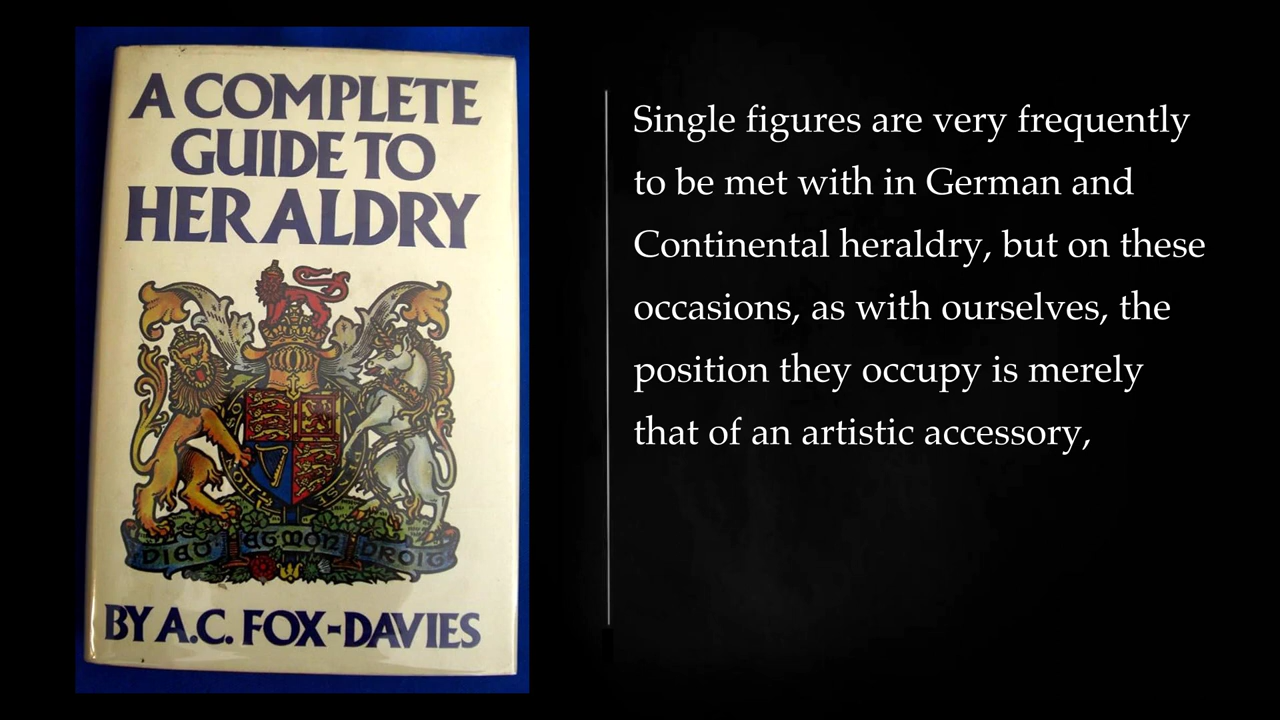 A COMPLETE
GUIDE TO
HERALDRY
DIEU ET MON DROIT
BY A.C. FOX-DAVIES
Single figures are very frequently
to be met with in German and
Continental heraldry, but on these
occasions, as with ourselves, the
position they occupy is merely
that of an artistic accessory,